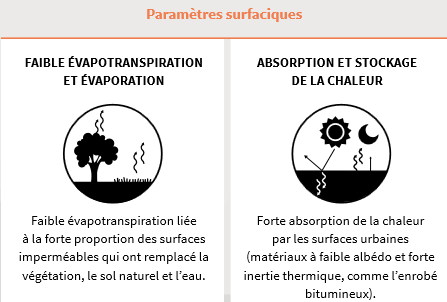 Paramètres surfaciques
FAIBLE ÉVAPOTRANSPIRATION
ET ÉVAPORATION
Faible évapotranspiration liée
à la forte proportion des surfaces
imperméables qui ont remplacé la
végétation, le sol naturel et l'eau.
ABSORPTION ET STOCKAGE
DE LA CHALEUR
Forte absorption de la chaleur
par les surfaces urbaines
(matériaux à faible albédo et forte
inertie thermique, comme l'enrobé
bitumineux).